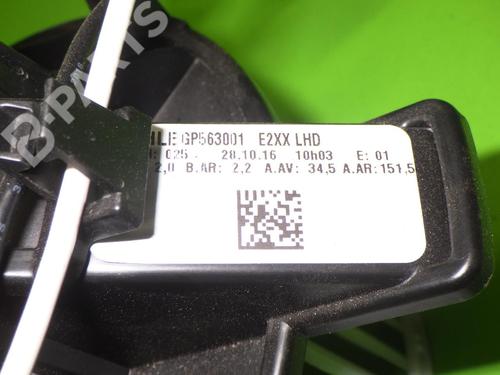 B-PARTS
GP563001 E2XX LHD
025 28.10.16 10h03 E: 01
2,0 B.AR: 2,2 A.AV: 34,5 A.AR:151,5